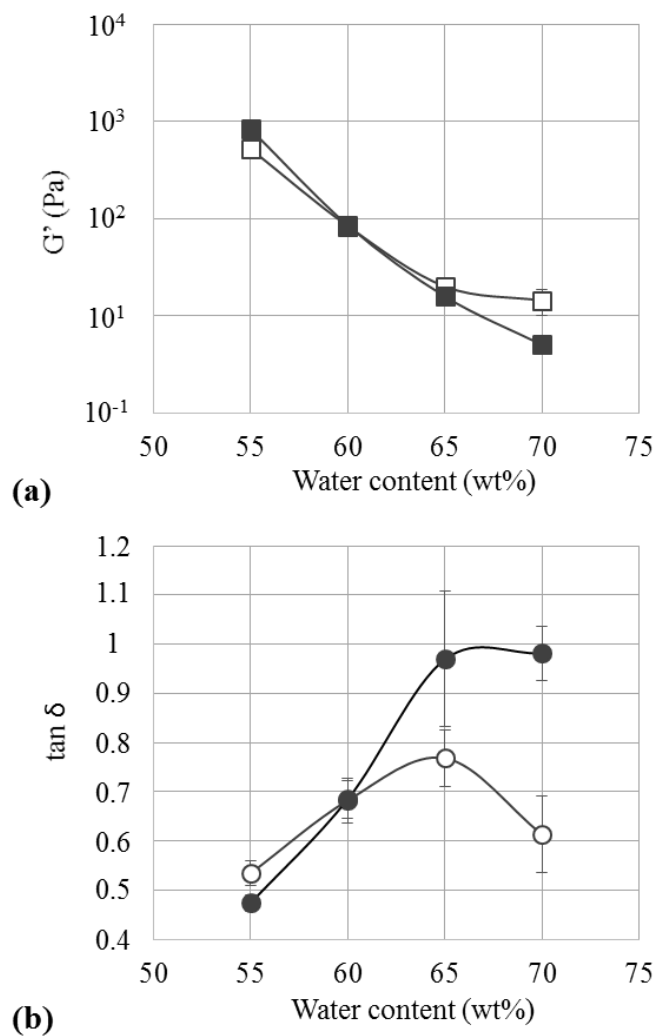 10⁴
10³
10²
10¹
10⁻¹
G’ (Pa)
50 55 60 65 70 75
Water content (wt%)
(a)
1.2
1.1
1
0.9
0.8
0.7
0.6
0.5
0.4
tan δ
50 55 60 65 70 75
Water content (wt%)
(b)